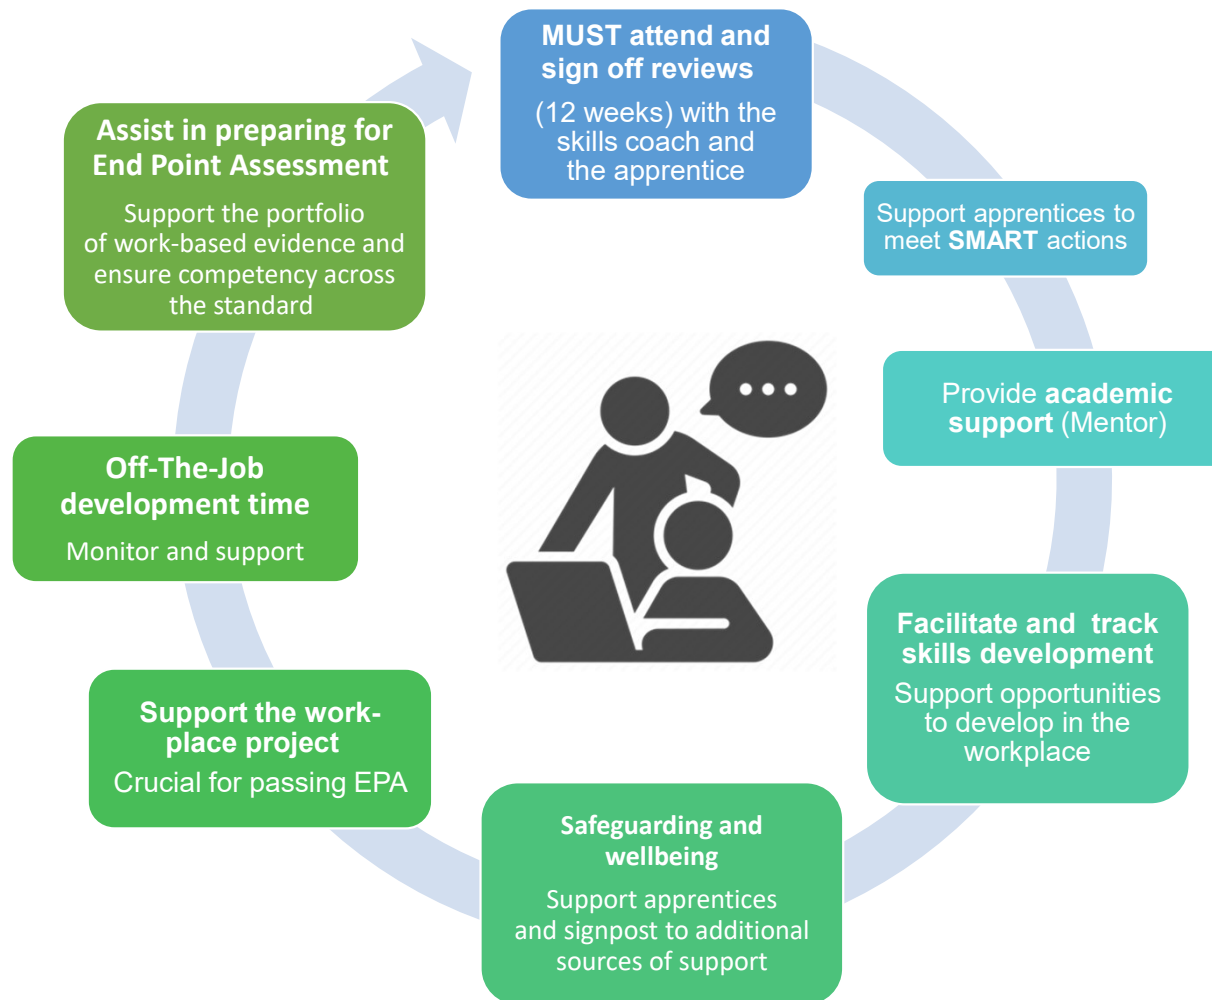 MUST attend and
sign off reviews
(12 weeks) with the
skills coach and
the apprentice
Support apprentices to
meet SMART actions
Provide academic
support (Mentor)
Facilitate and track
skills development
Support opportunities
to develop in the
workplace
Safeguarding and
wellbeing
Support apprentices
and signpost to additional
sources of support
Support the work-
place project
Crucial for passing EPA
Off-The-Job
development time
Monitor and support
Assist in preparing for
End Point Assessment
Support the portfolio
of work-based evidence and
ensure competency across
the standard